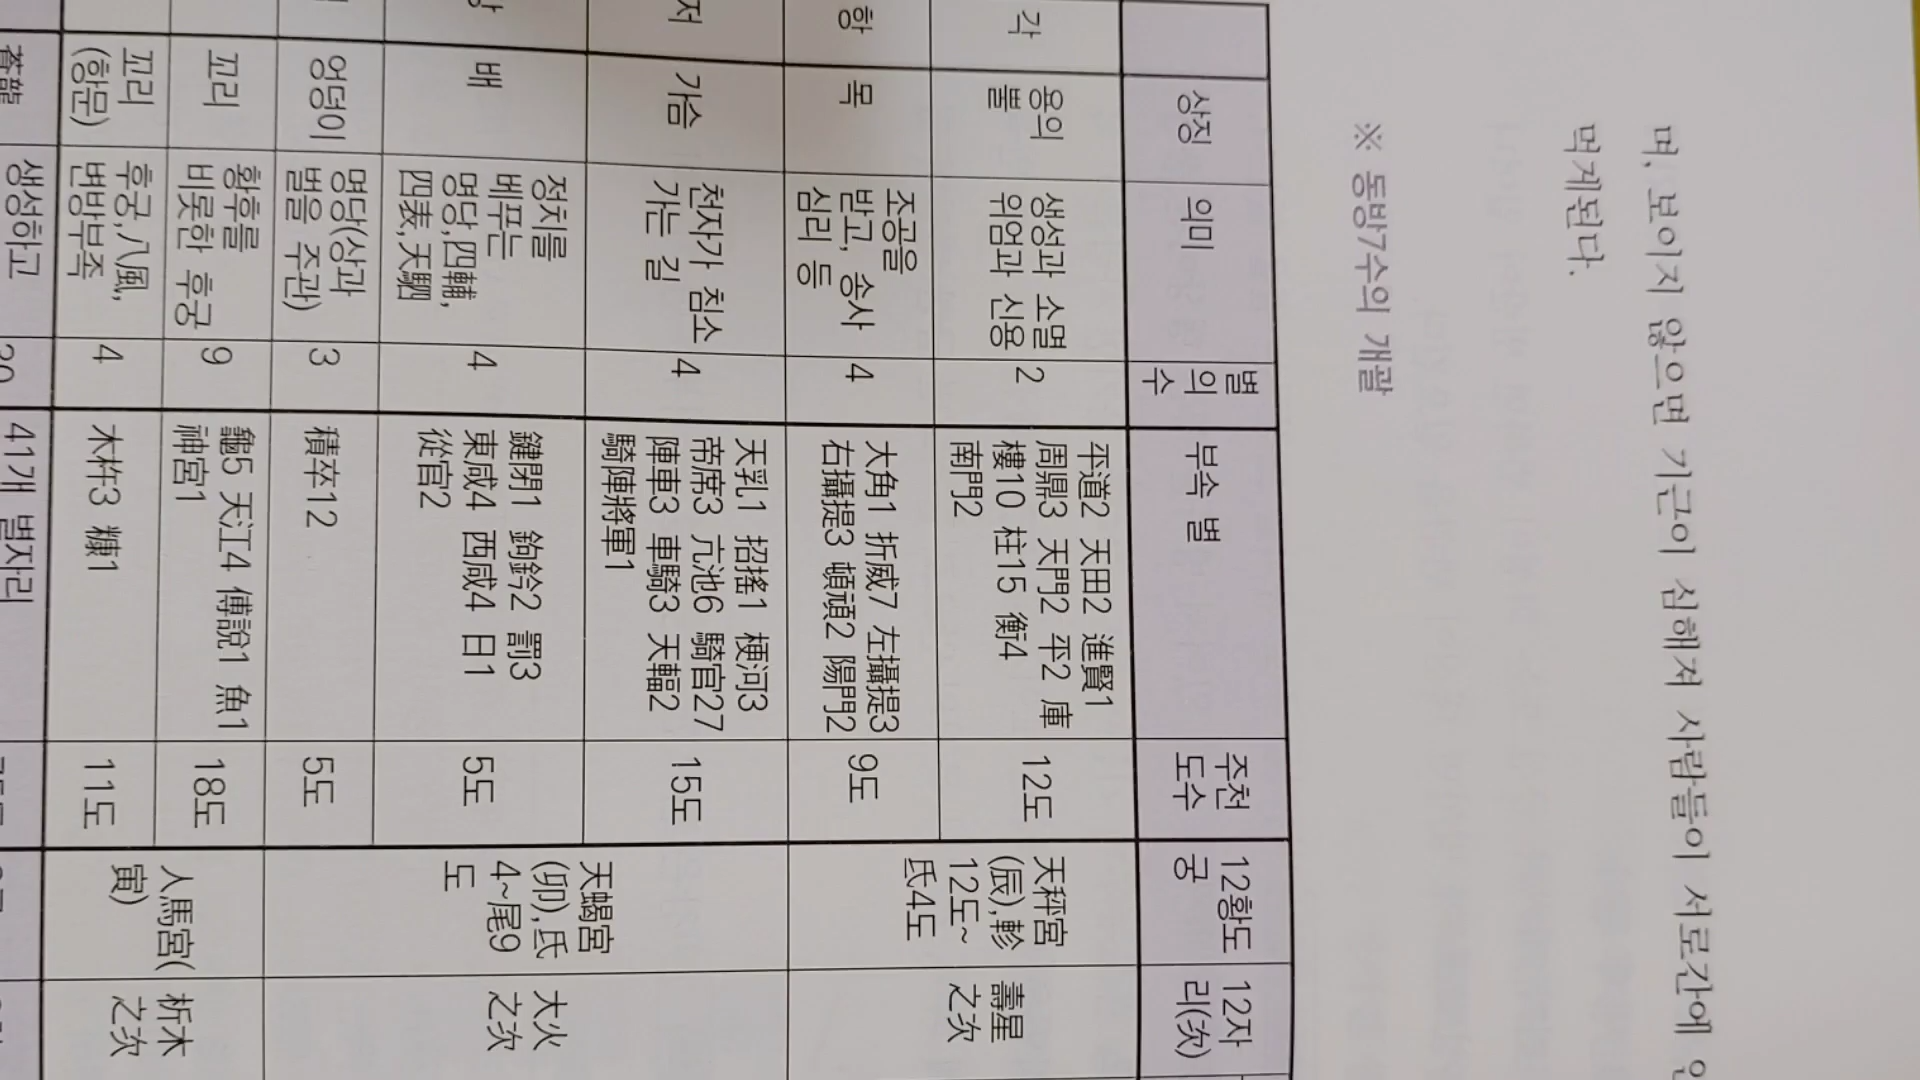 며, 보이지 않으면 기근이 심해져 사람들이 서로간에
먹게된다.
※ 동방7수의 개괄
상징 의미 별의 수 부속 별 주천도수 12황도궁 12자리(次)
각
용의
뿔
생성과 소멸
위엄과 신용
2
平道2 天田2 進賢1
周鼎3 天門2 平2 庫
樓10 柱15 衡4
南門2
12도
天秤宮
(辰),軫
12도~
氐4도
壽星
之次
항
목
조공을
받고, 송사
심리 등
4
大角1 折威7 左攝提3
右攝提3 頓頑2 陽門2
9도
저
가슴
천자가 침소
가는 길
4
天乳1 招搖1 梗河3
帝席3 亢池6 騎官27
陣車3 車騎3 天輻2
騎陣將軍1
15도
天蝎宮
(卯),氐
4~尾9
도
大火
之次
배
정치를
베푸는
명당,四輔,
四表,天駟
4
鍵閉1 鉤鈐2 罰3
東咸4 西咸4 日1
從官2
5도
엉덩이
명당(상과
벌을 주관)
3
積卒12
5도
꼬리
황후를
비롯한 후궁
9
龜5 天江4 傅說1 魚1
神宮1
18도
人馬宮(
寅)
析木
之次
꼬리
(항문)
후궁,八風,
변방부족
4
木杵3 糠1
11도
蒼龍
생성하고
41개 별자리